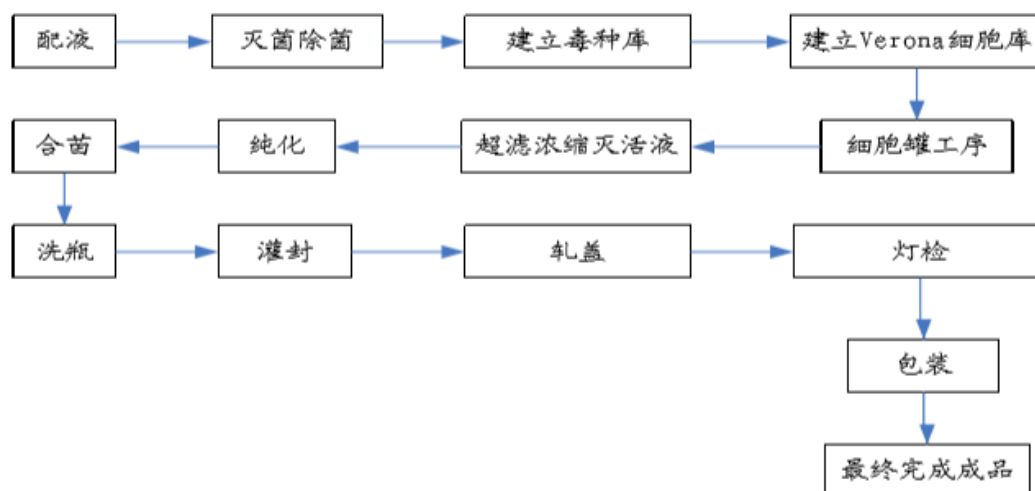 配液
灭菌除菌
建立毒种库
建立Verona细胞库
细胞罐工序
超滤浓缩灭活液
纯化
合苗
洗瓶
灌封
轧盖
灯检
包装
最终完成成品